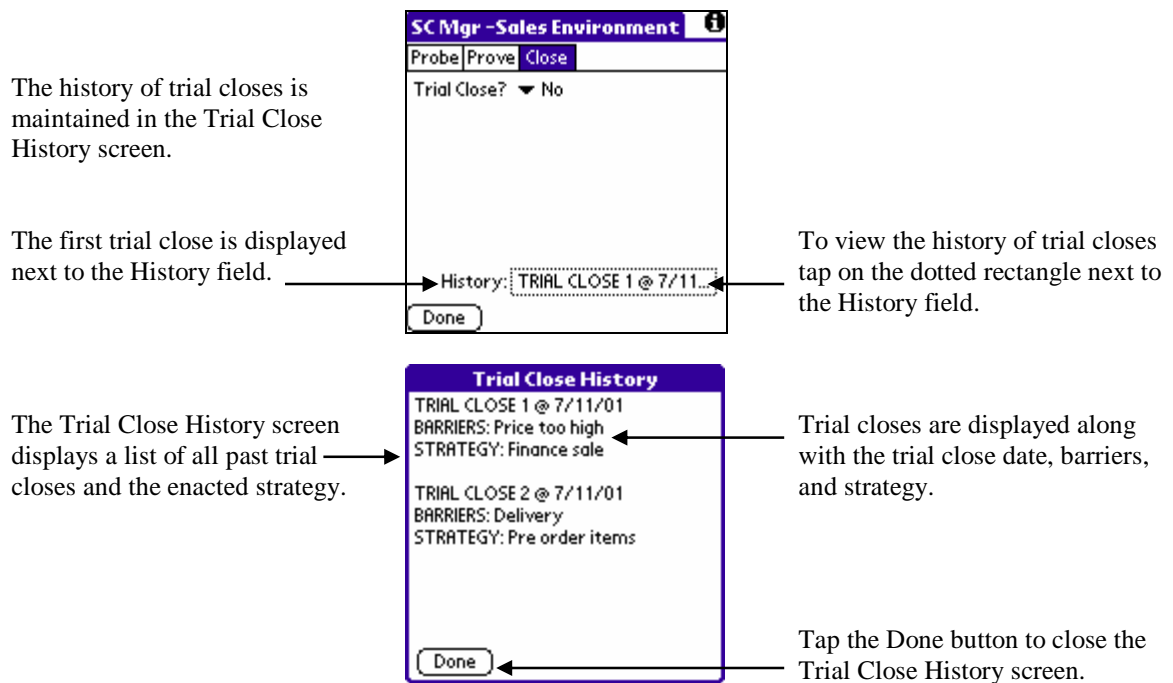 SC Mgr -Sales Environment
Probe Prove Close
Trial Close? No
The history of trial closes is
maintained in the Trial Close
History screen.
The first trial close is displayed
next to the History field.
History: TRIAL CLOSE 1 @ 7/11...
Done
To view the history of trial closes
tap on the dotted rectangle next to
the History field.
Trial Close History
TRIAL CLOSE 1 @ 7/11/01
BARRIERS: Price too high
STRATEGY: Finance sale
TRIAL CLOSE 2 @ 7/11/01
BARRIERS: Delivery
STRATEGY: Pre order items
Done
The Trial Close History screen
displays a list of all past trial
closes and the enacted strategy.
Trial closes are displayed along
with the trial close date, barriers,
and strategy.
Tap the Done button to close the
Trial Close History screen.